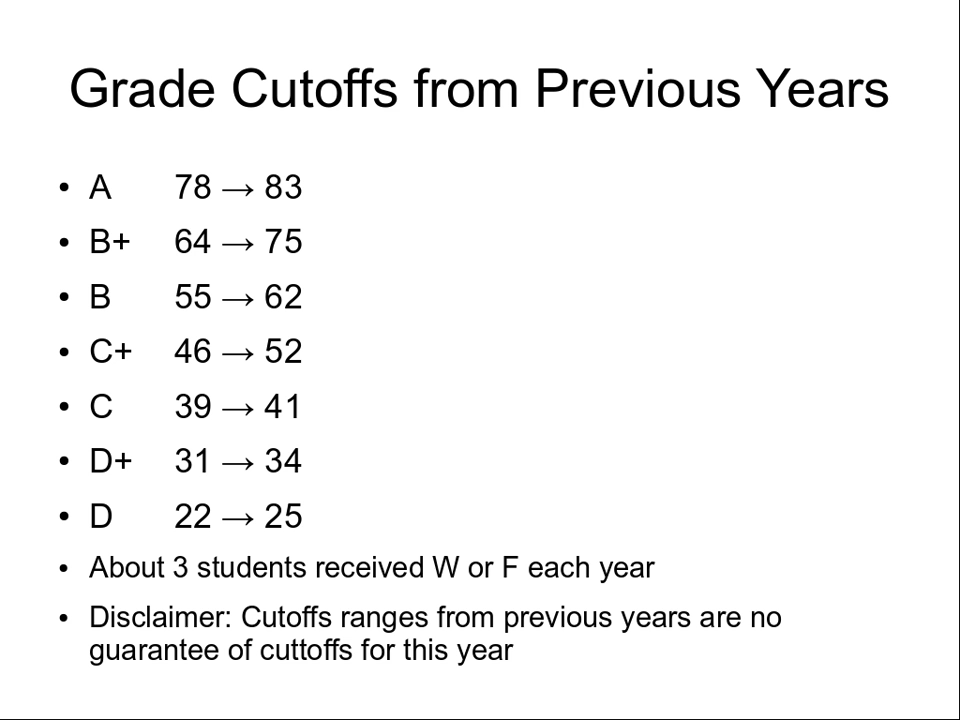 Grade Cutoffs from Previous Years
• A 78 → 83
• B+ 64 → 75
• B 55 → 62
• C+ 46 → 52
• C 39 → 41
• D+ 31 → 34
• D 22 → 25
• About 3 students received W or F each year
• Disclaimer: Cutoffs ranges from previous years are no
guarantee of cuttoffs for this year